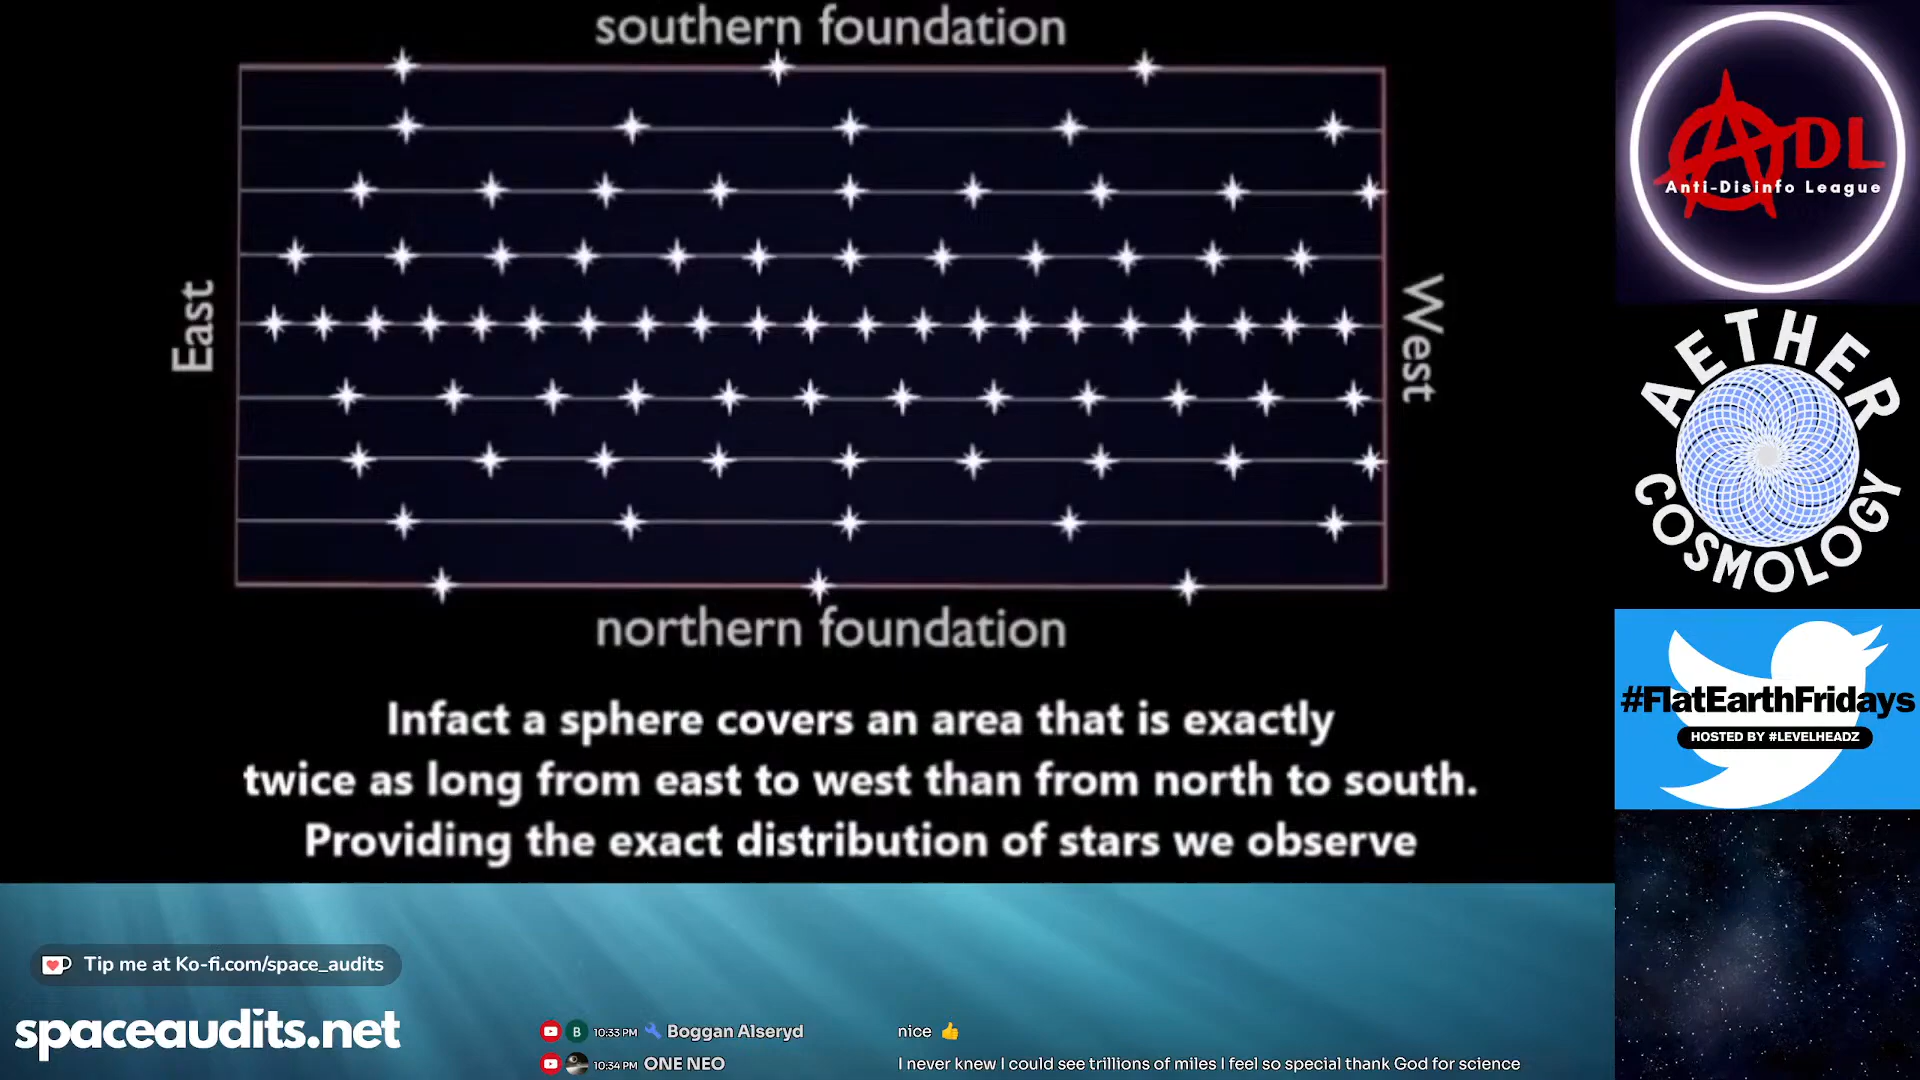 southern foundation
East
West
northern foundation
Infact a sphere covers an area that is exactly
twice as long from east to west than from north to south.
Providing the exact distribution of stars we observe
ADL
Anti-Disinfo League
AETHER
COSMOLOGY
#FlatEarthFridays
HOSTED BY #LEVELHEADZ
Tip me at Ko-fi.com/space_audits
spaceaudits.net
B 10:33 PM Boggan Alseryd nice 👍
10:34 PM ONE NEO I never knew I could see trillions of miles I feel so special thank God for science